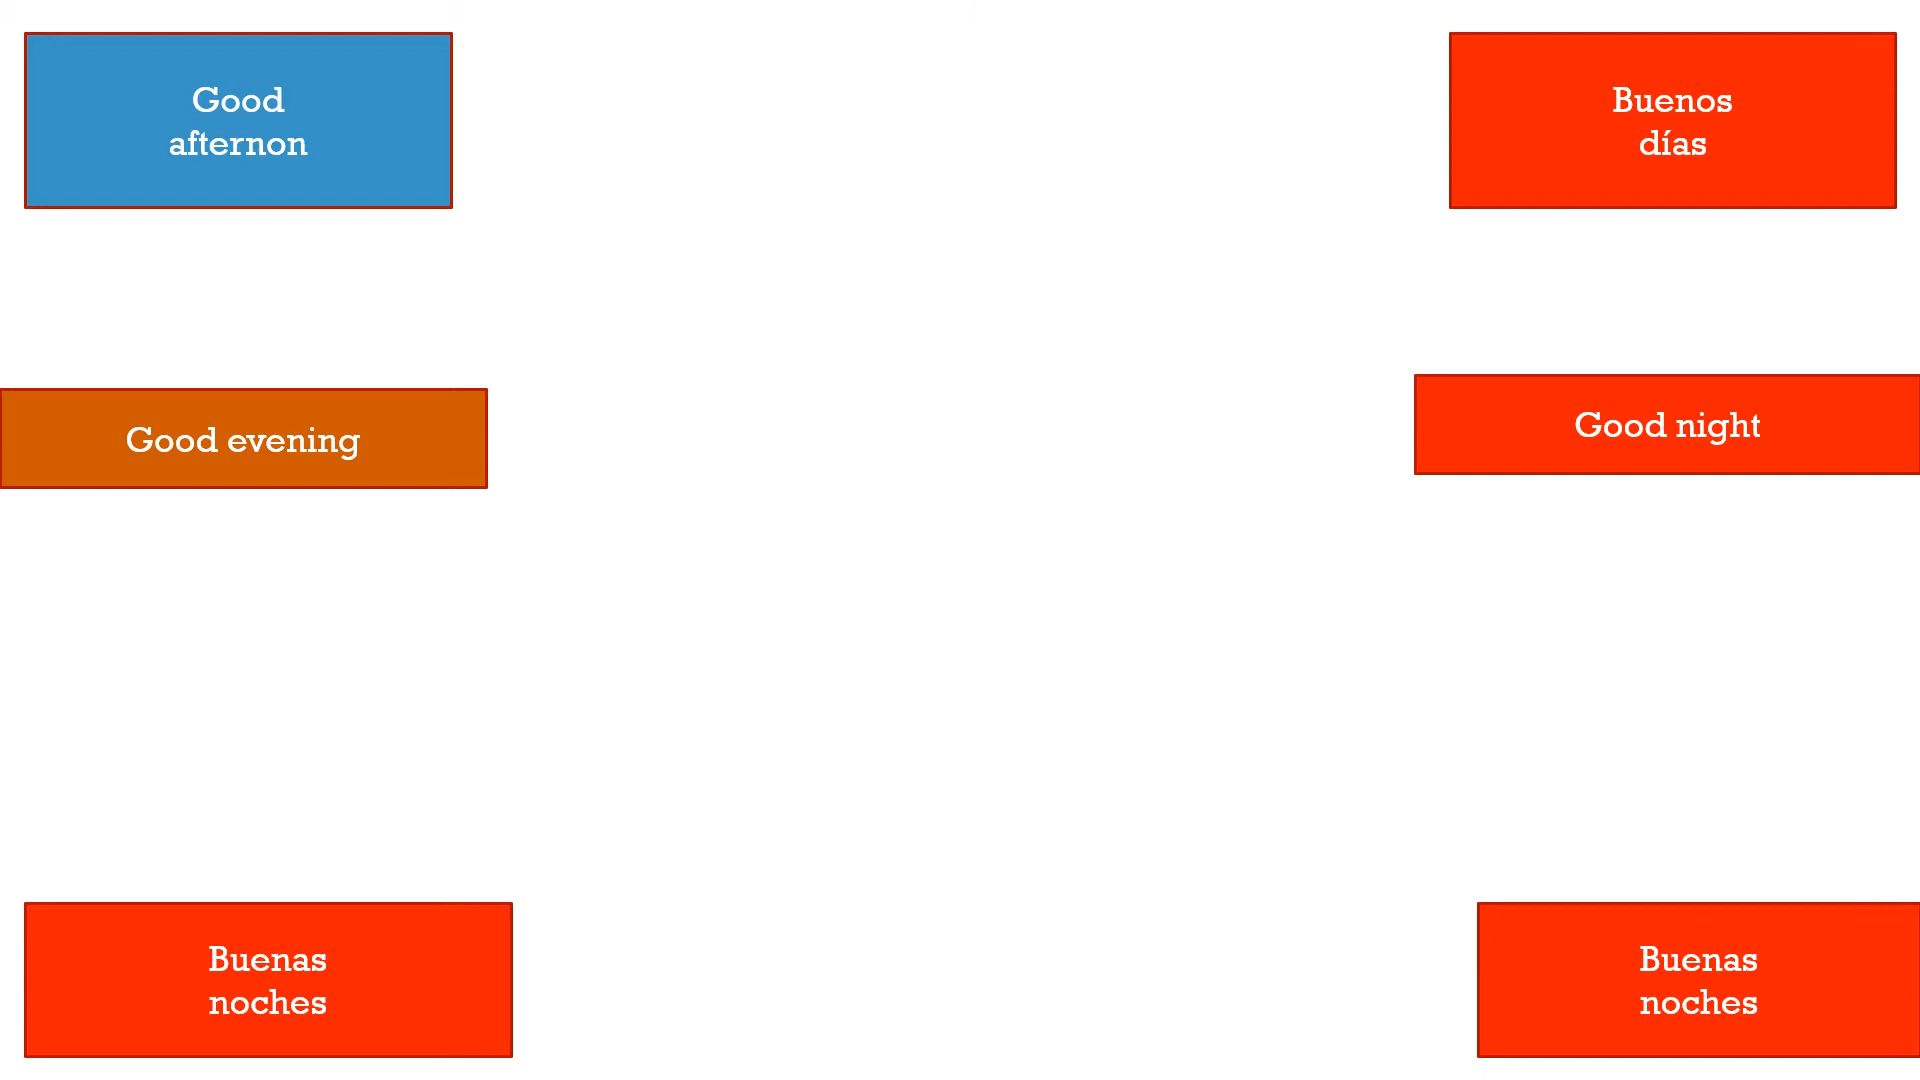 Good
afternon
Buenos
días
Good evening
Good night
Buenas
noches
Buenas
noches